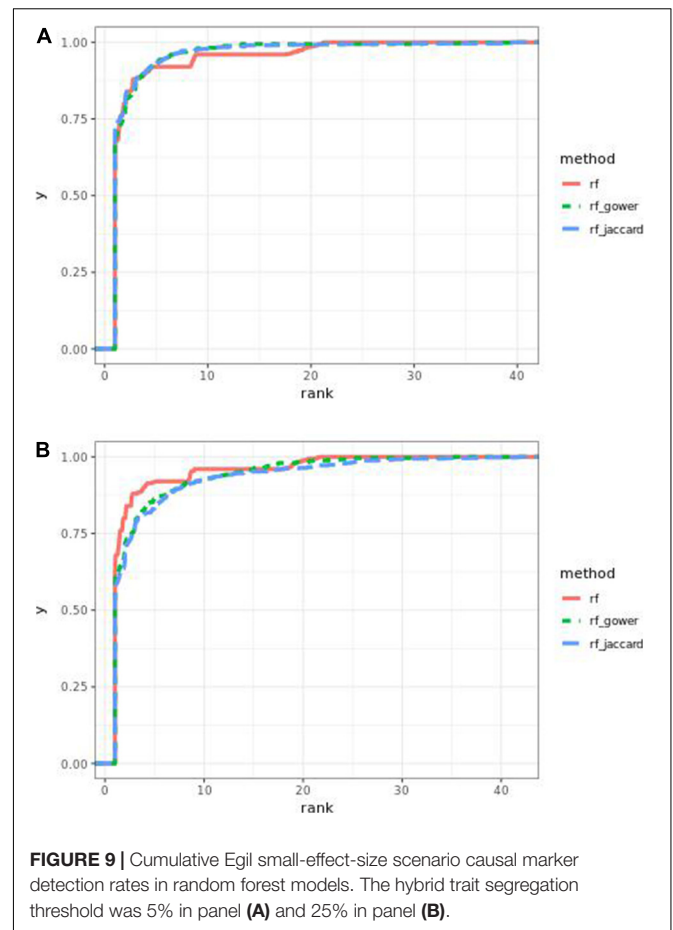 A
1.00
0.75
0.50
0.25
0.00
y
0 10 20 30 40
rank
method
rf
rf_gower
rf_jaccard
B
1.00
0.75
0.50
0.25
0.00
y
0 10 20 30 40
rank
method
rf
rf_gower
rf_jaccard
FIGURE 9 | Cumulative Egil small-effect-size scenario causal marker
detection rates in random forest models. The hybrid trait segregation
threshold was 5% in panel (A) and 25% in panel (B).